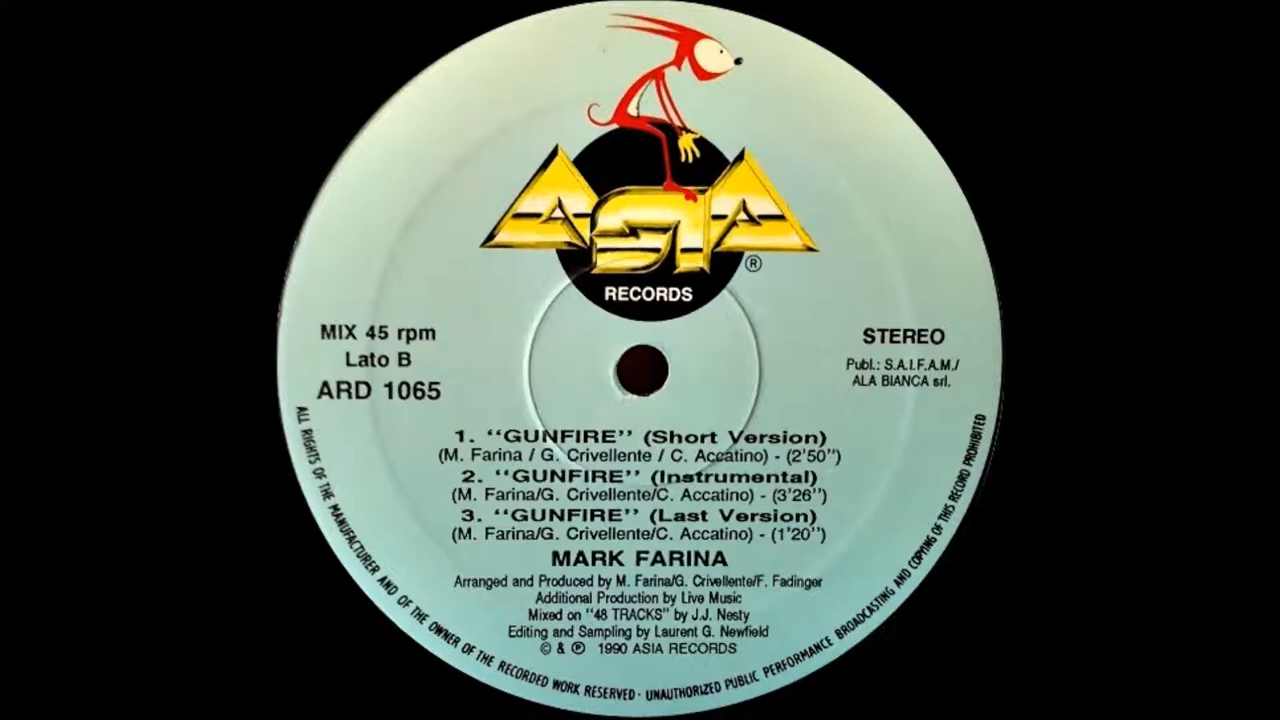 ASIA
®
RECORDS
MIX 45 rpm
Lato B
ARD 1065
STEREO
Publ.: S.A.I.F.A.M./
ALA BIANCA srl.
1. “GUNFIRE” (Short Version)
(M. Farina / G. Crivellente / C. Accatino) - (2'50")
2. “GUNFIRE” (Instrumental)
(M. Farina/G. Crivellente/C. Accatino) - (3'26")
3. “GUNFIRE” (Last Version)
(M. Farina/G. Crivellente/C. Accatino) - (1'20")
MARK FARINA
Arranged and Produced by M. Farina/G. Crivellente/F. Fadinger
Additional Production by Live Music
Mixed on "48 TRACKS" by J.J. Nesty
Editing and Sampling by Laurent G. Newfield
© & ℗ 1990 ASIA RECORDS
ALL RIGHTS OF THE MANUFACTURER AND OF THE OWNER OF THE RECORDED WORK RESERVED - UNAUTHORIZED PUBLIC PERFORMANCE BROADCASTING AND COPYING OF THIS RECORD PROHIBITED